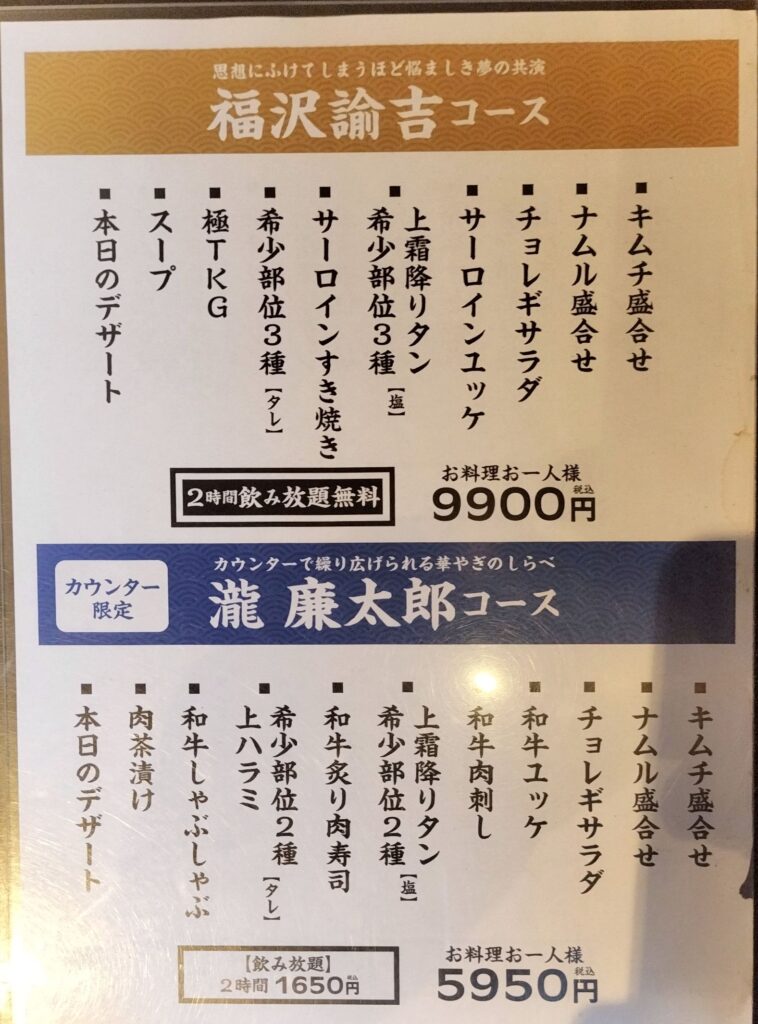 思想にふけてしまうほど悩ましき夢の共演
福沢諭吉コース
■キムチ盛合せ
■ナムル盛合せ
■チョレギサラダ
■サーロインユッケ
■上霜降りタン
希少部位3種【塩】
■サーロインすき焼き
■希少部位3種【タレ】
■極TKG
■スープ
■本日のデザート
2時間飲み放題無料
お料理お一人様
9900円税込
カウンター
限定
カウンターで繰り広げられる華やぎのしらべ
瀧 廉太郎コース
■キムチ盛合せ
■ナムル盛合せ
■チョレギサラダ
■和牛ユッケ
■和牛肉刺し
■上霜降りタン
希少部位2種【塩】
■和牛炙り肉寿司
■希少部位2種【タレ】
上ハラミ
■和牛しゃぶしゃぶ
■肉茶漬け
■本日のデザート
【飲み放題】
2時間 1650円税込
お料理お一人様
5950円税込